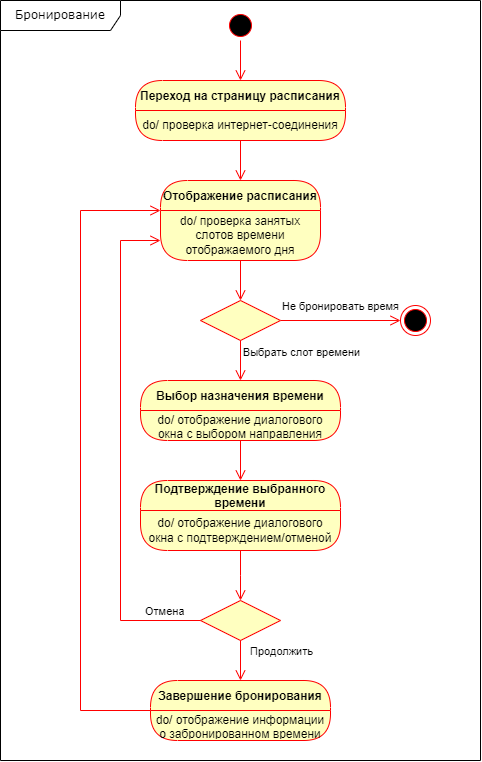 Бронирование
Переход на страницу расписания
do/ проверка интернет-соединения
Отображение расписания
do/ проверка занятых
слотов времени
отображаемого дня
Не бронировать время
Выбрать слот времени
Выбор назначения времени
do/ отображение диалогового
окна с выбором направления
Подтверждение выбранного
времени
do/ отображение диалогового
окна с подтверждением/отменой
Отмена
Продолжить
Завершение бронирования
do/ отображение информации
о забронированном времени